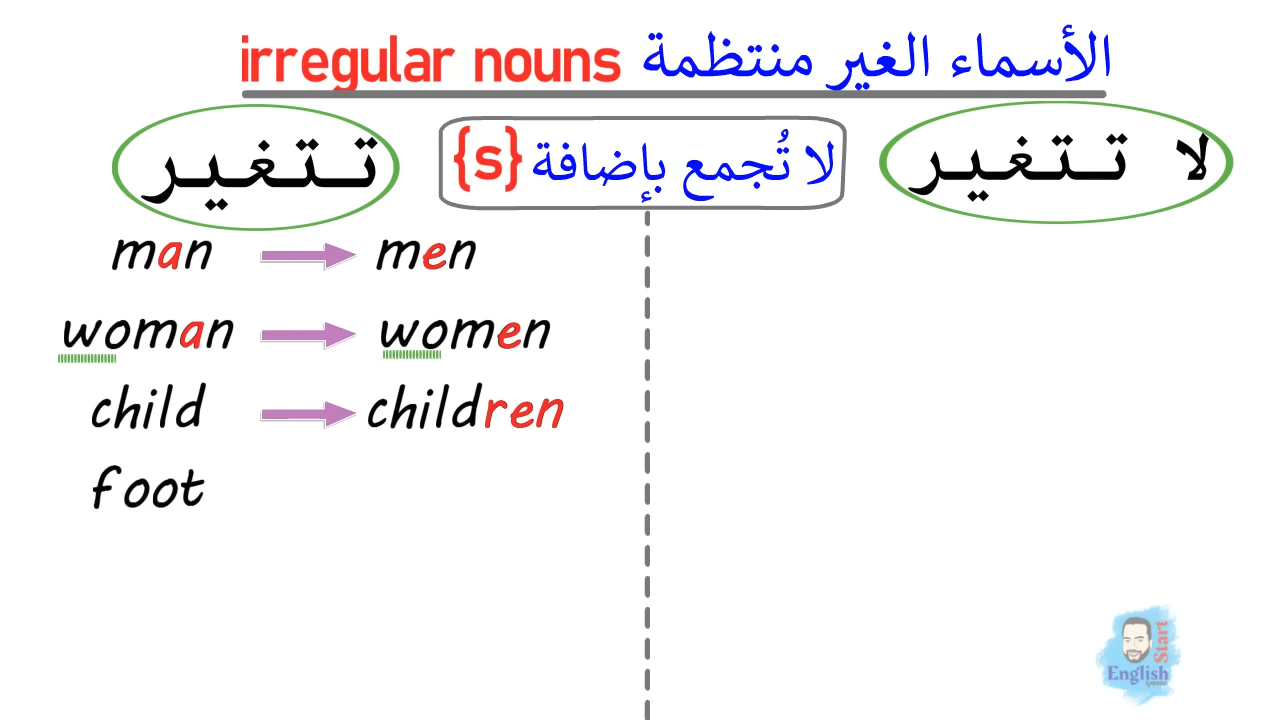 الأسماء الغير منتظمة irregular nouns
لا تتغير
لا تُجمع بإضافة {s}
تتغير
man men
woman women
child children
foot
English Start